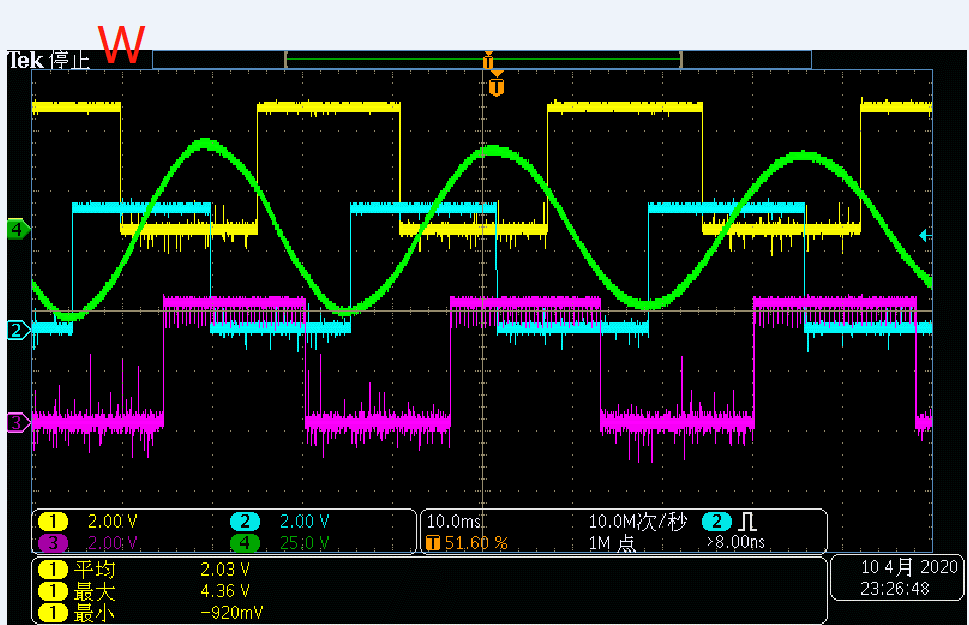 W
Tek 停止
T
T
4
2
3
1 2.00 V 2 2.00 V
3 2.00 V 4 25.0 V
10.0ms 10.0M次/秒 2
T 51.60 % 1M 点 >8.00ns
1 平均 2.03 V
1 最大 4.36 V
1 最小 -920mV
10 4月 2020
23:26:48